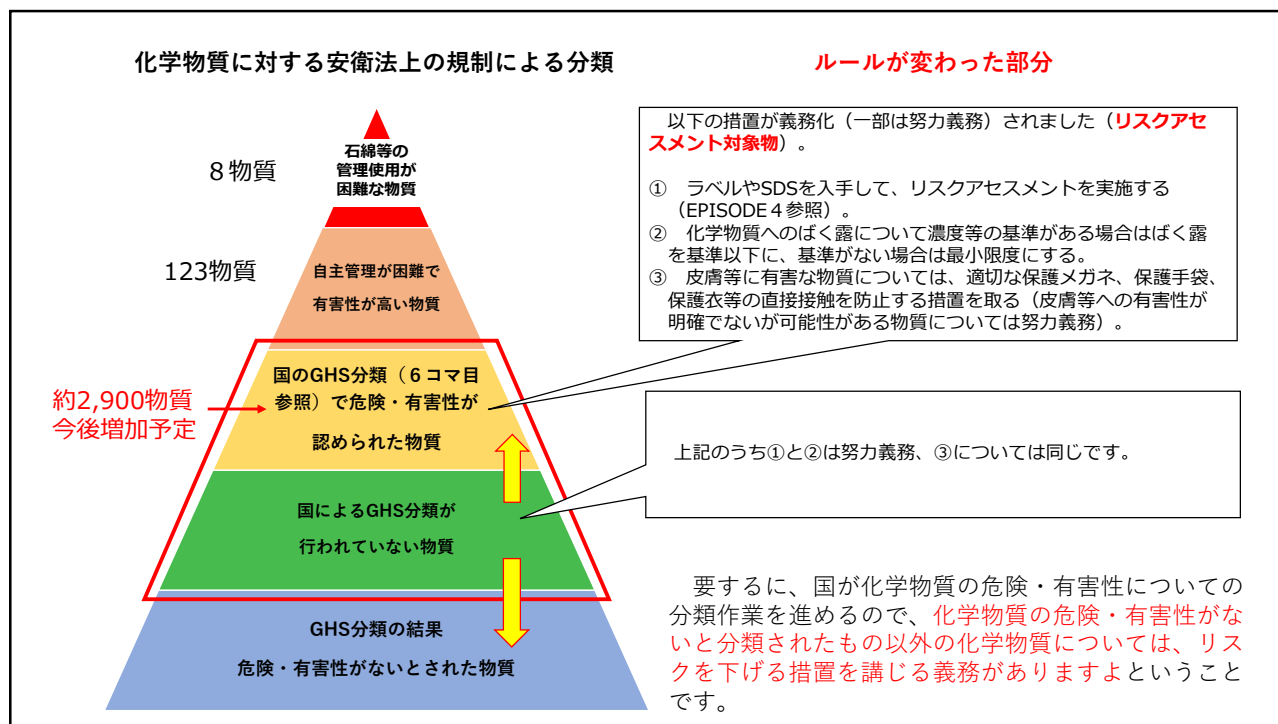 化学物質に対する安衛法上の規制による分類
ルールが変わった部分
８物質
石綿等の
管理使用が
困難な物質
123物質
自主管理が困難で
有害性が高い物質
約2,900物質
今後増加予定
国のGHS分類（６コマ目
参照）で危険・有害性が
認められた物質
国によるGHS分類が
行われていない物質
GHS分類の結果
危険・有害性がないとされた物質
以下の措置が義務化（一部は努力義務）されました（リスクアセ
スメント対象物）。
①　ラベルやSDSを入手して、リスクアセスメントを実施する
（EPISODE４参照）。
②　化学物質へのばく露について濃度等の基準がある場合はばく露
を基準以下に、基準がない場合は最小限度にする。
③　皮膚等に有害な物質については、適切な保護メガネ、保護手袋、
保護衣等の直接接触を防止する措置を取る（皮膚等への有害性が
明確でないが可能性がある物質については努力義務）。
上記のうち①と②は努力義務、③については同じです。
要するに、国が化学物質の危険・有害性についての
分類作業を進めるので、化学物質の危険・有害性がな
いと分類されたもの以外の化学物質については、リス
クを下げる措置を講じる義務がありますよということ
です。